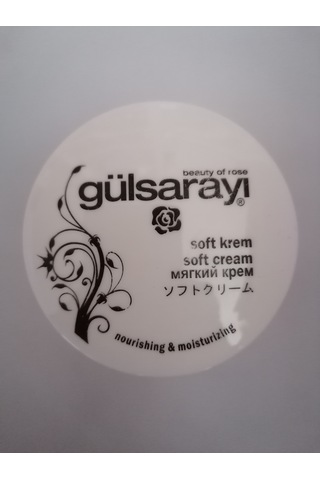 beauty of rose
gülsarayı®
soft krem
soft cream
мягкий крем
ソフトクリーム
nourishing & moisturizing